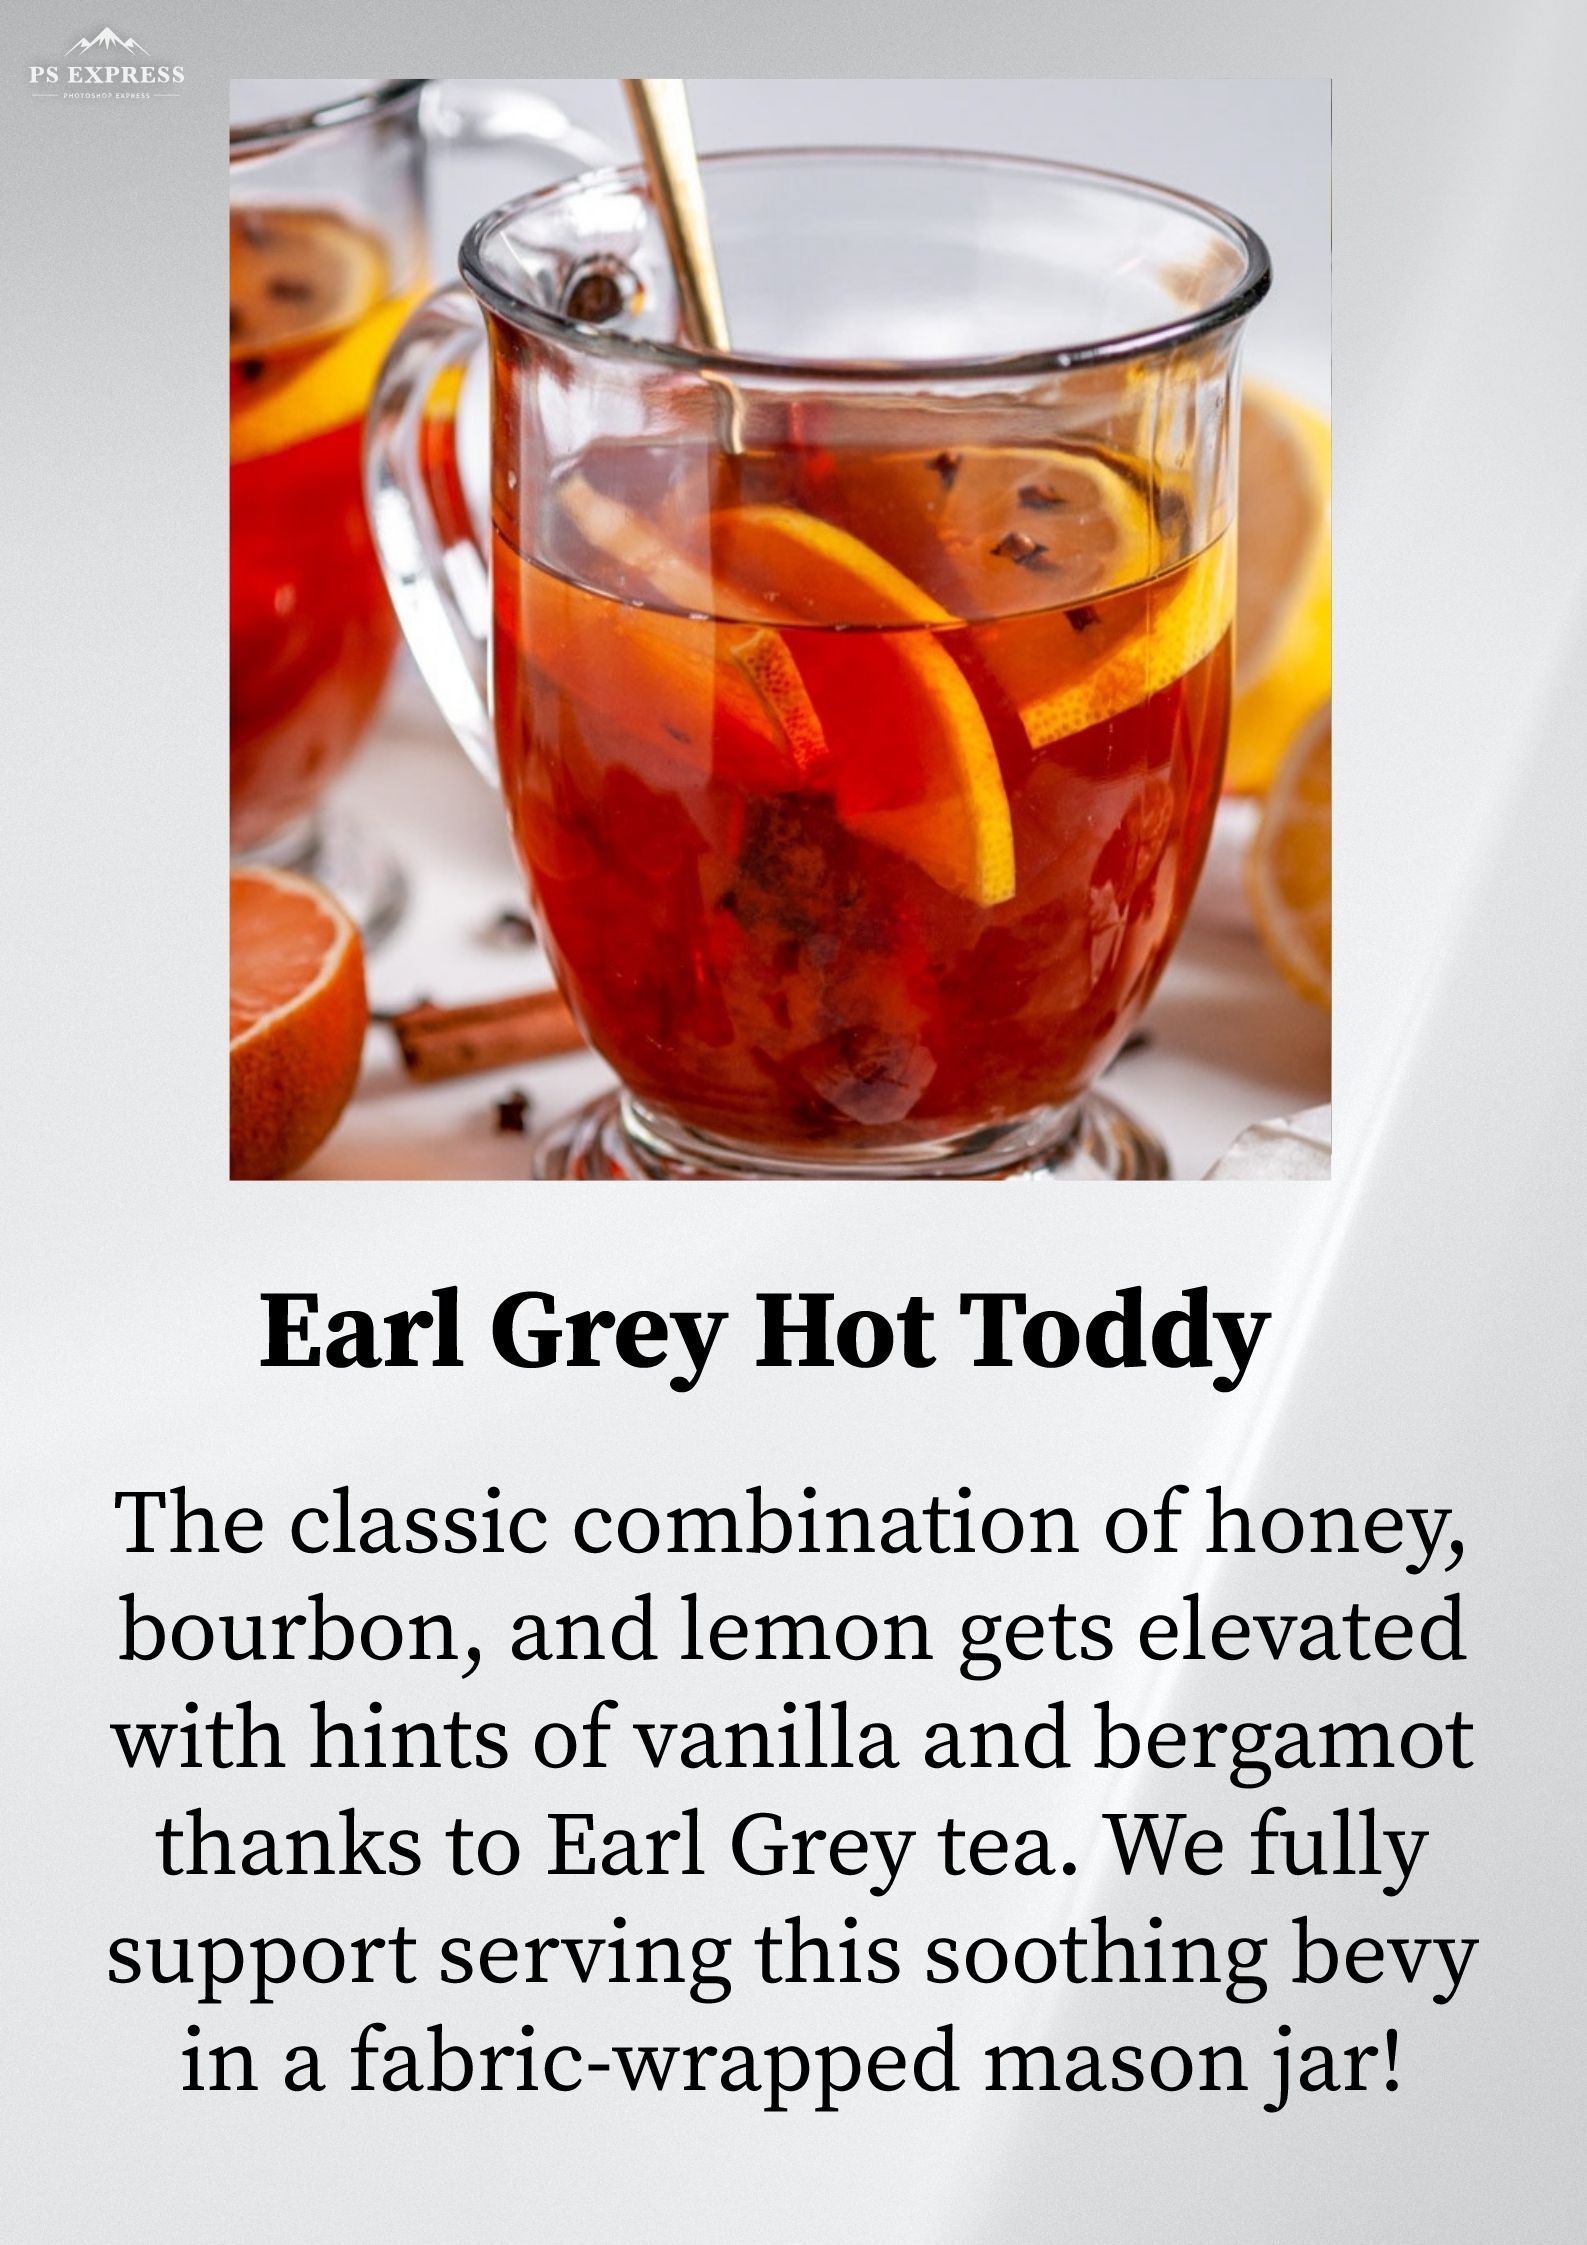 PS EXPRESS
PHOTOSHOP EXPRESS
Earl Grey Hot Toddy
The classic combination of honey,
bourbon, and lemon gets elevated
with hints of vanilla and bergamot
thanks to Earl Grey tea. We fully
support serving this soothing bevy
in a fabric-wrapped mason jar!